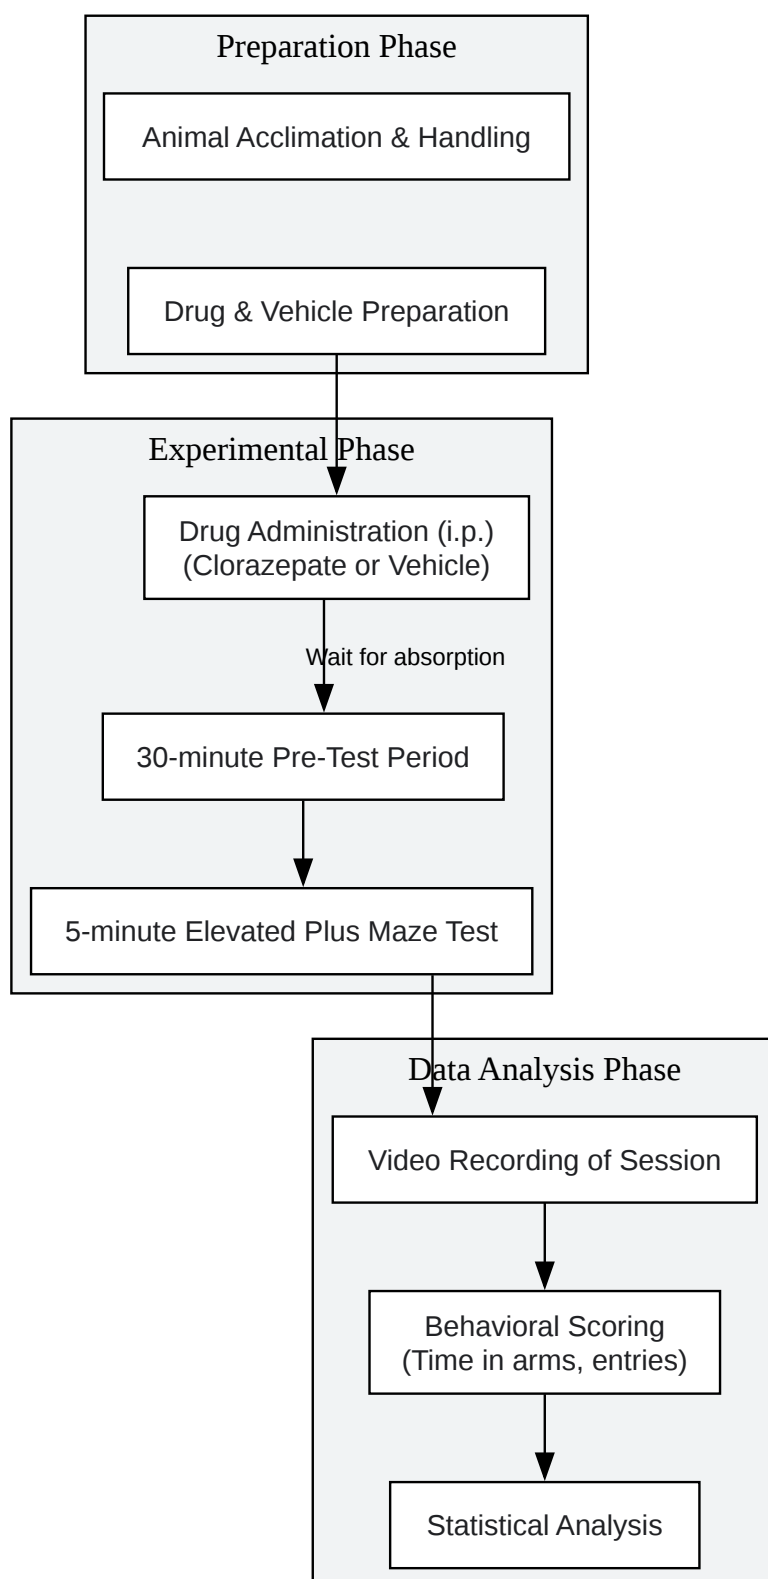 Preparation Phase
Animal Acclimation & Handling
Drug & Vehicle Preparation
Experimental Phase
Drug Administration (i.p.)
(Clorazepate or Vehicle)
Wait for absorption
30-minute Pre-Test Period
5-minute Elevated Plus Maze Test
Data Analysis Phase
Video Recording of Session
Behavioral Scoring
(Time in arms, entries)
Statistical Analysis